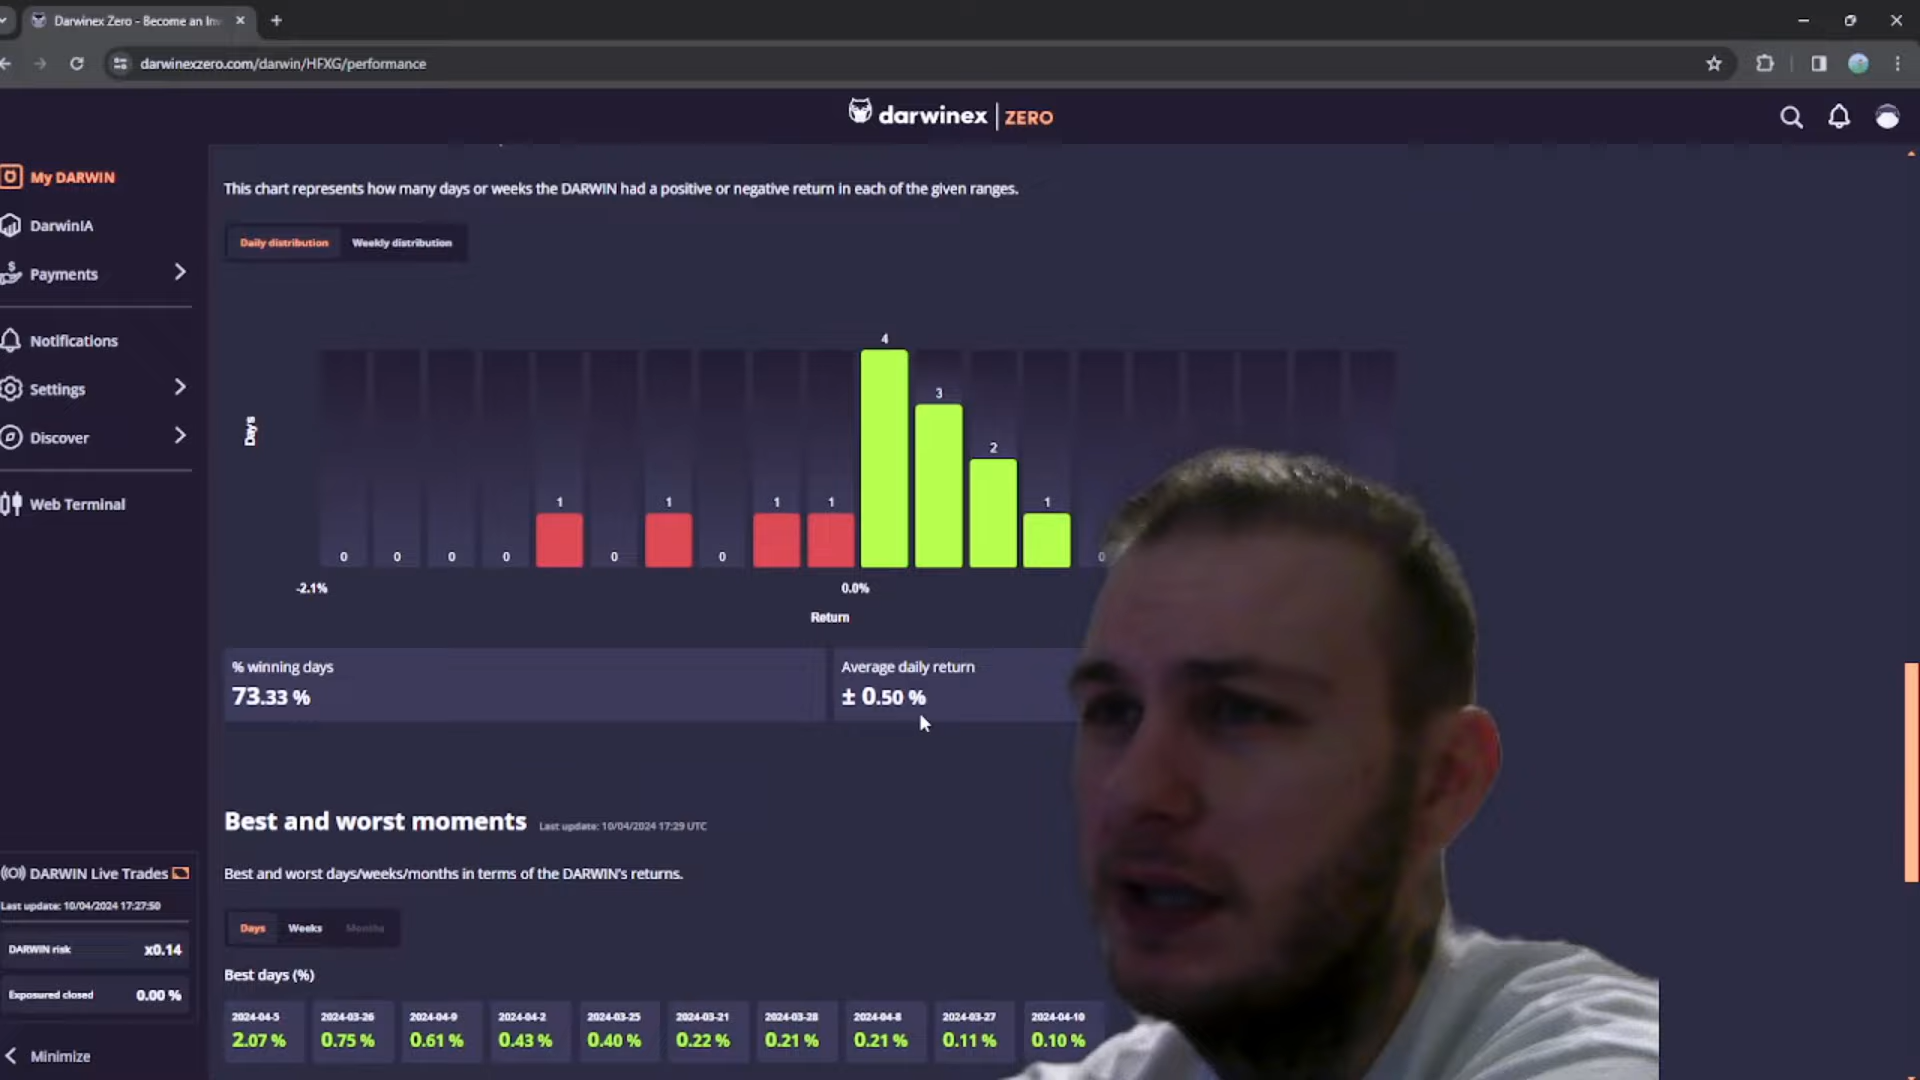 Darwinex Zero - Become an Inv
darwinexzero.com/darwin/HFXG/performance
darwinex | ZERO
My DARWIN
DarwinIA
Payments
Notifications
Settings
Discover
Web Terminal
DARWIN Live Trades
Last update: 10/04/2024 17:27:50
DARWIN risk x0.14
Exposured closed 0.00 %
Minimize
This chart represents how many days or weeks the DARWIN had a positive or negative return in each of the given ranges.
Daily distribution Weekly distribution
Days
0 0 0 0 1 0 1 0 1 1 4 3 2 1 0
-2.1% 0.0%
Return
% winning days
73.33 %
Average daily return
± 0.50 %
Best and worst moments Last update: 10/04/2024 17:29 UTC
Best and worst days/weeks/months in terms of the DARWIN's returns.
Days Weeks Months
Best days (%)
2024-04-5 2024-03-26 2024-04-9 2024-04-2 2024-03-25 2024-03-21 2024-03-28 2024-04-8 2024-03-27 2024-04-10
2.07 % 0.75 % 0.61 % 0.43 % 0.40 % 0.22 % 0.21 % 0.21 % 0.11 % 0.10 %